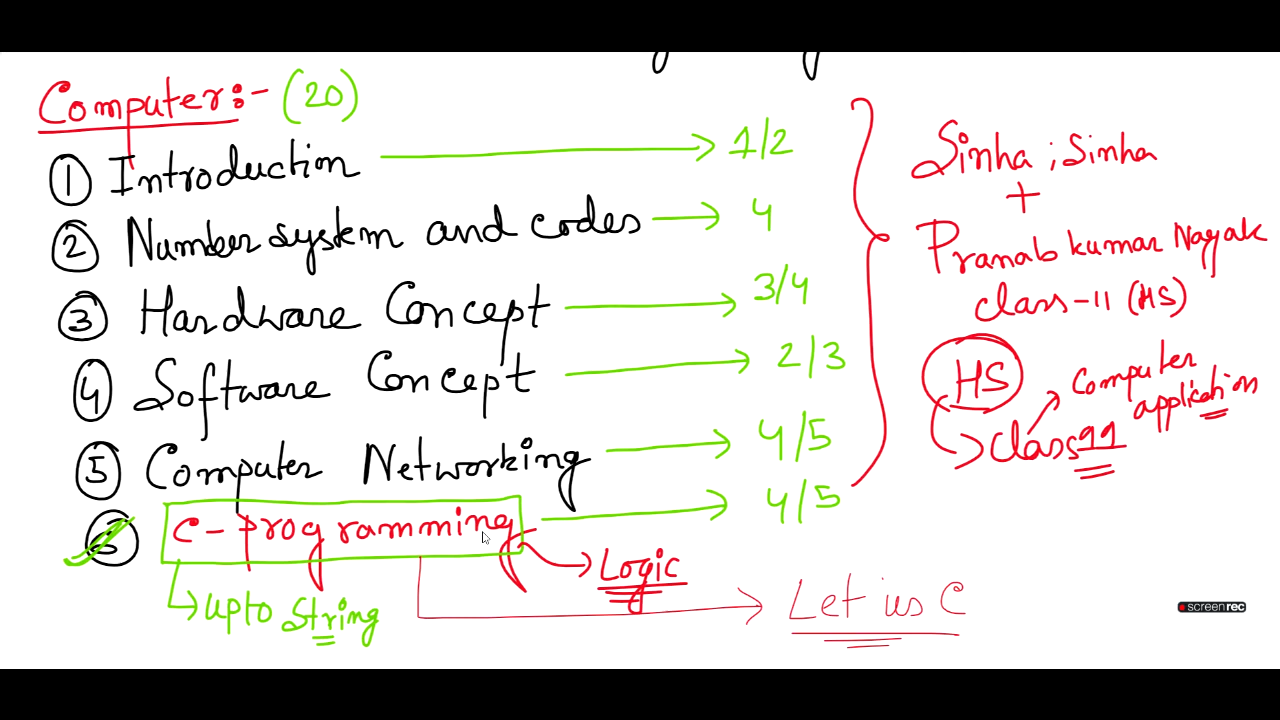 Computer:- (20)
① Introduction → 1/2
② Number system and codes → 4
③ Hardware Concept → 3/4
④ Software Concept → 2/3
⑤ Computer Networking → 4/5
⑥ C-programming → 4/5
→ upto String
→ Logic
→ Let us C
Sinha ; Sinha
+
Pranab kumar Nayak
class-11 (HS)
HS
→ Class 11
→ Computer
application
screenrec